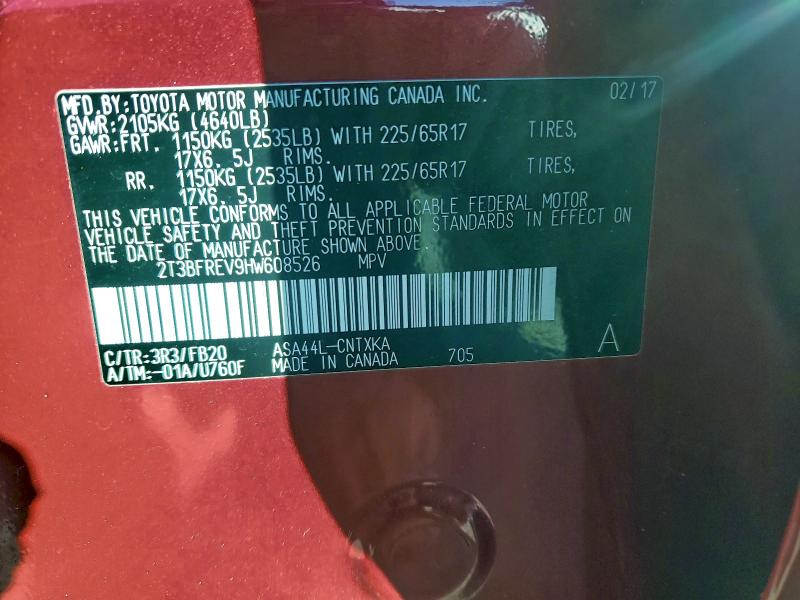 MFD.BY:TOYOTA MOTOR MANUFACTURING CANADA INC. 02/17
GVWR:2105KG (4640LB)
GAWR:FRT. 1150KG (2535LB) WITH 225/65R17 TIRES,
17X6. 5J RIMS.
RR. 1150KG (2535LB) WITH 225/65R17 TIRES,
17X6. 5J RIMS.
THIS VEHICLE CONFORMS TO ALL APPLICABLE FEDERAL MOTOR
VEHICLE SAFETY AND THEFT PREVENTION STANDARDS IN EFFECT ON
THE DATE OF MANUFACTURE SHOWN ABOVE.
2T3BFREV9HW608526 MPV
C/TR:3R3/FB20 ASA44L-CNTXKA
A/TM:-01A/U760F MADE IN CANADA 705 A